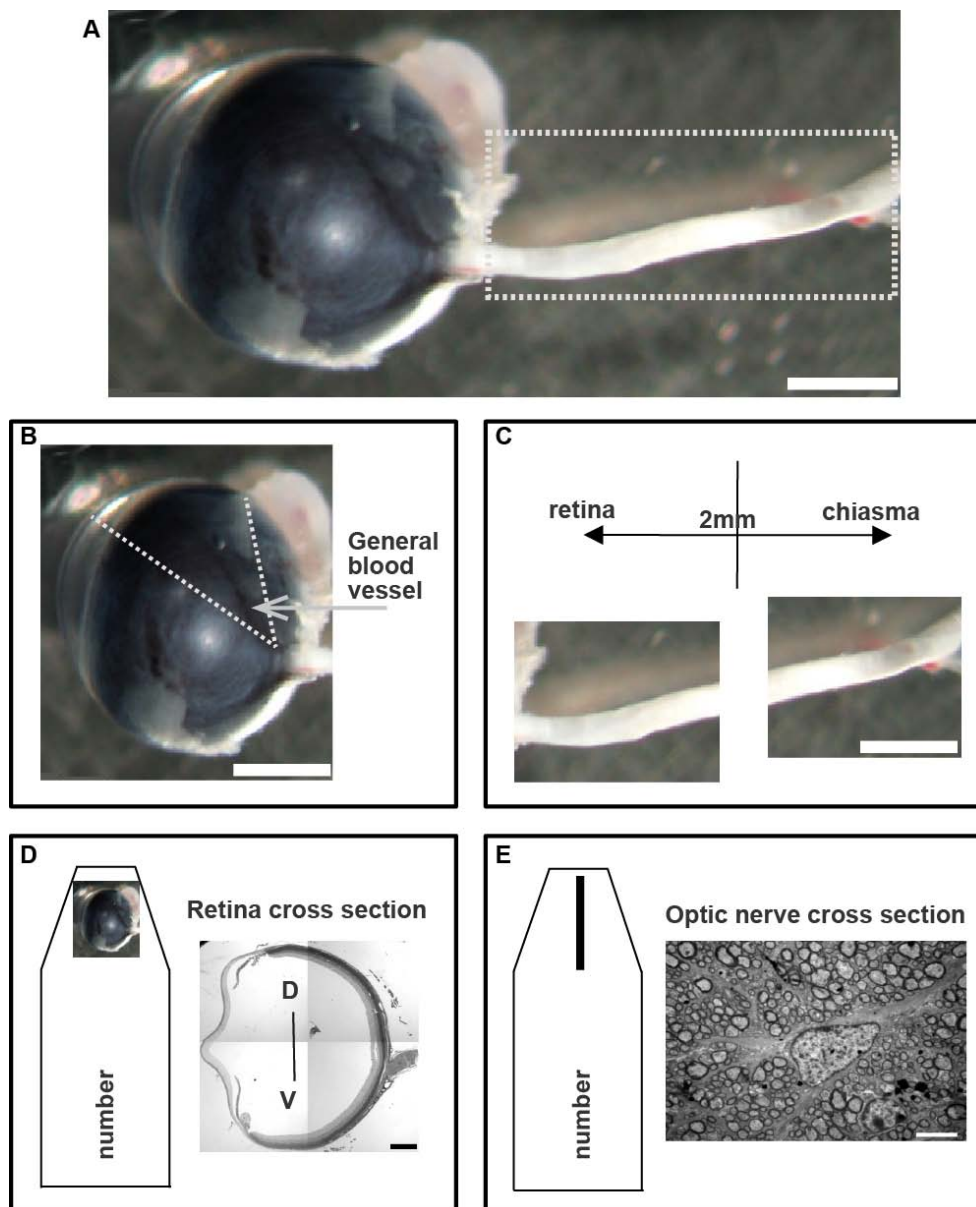 A
B
General
blood
vessel
C
retina
2mm
chiasma
D
number
Retina cross section
D
V
E
number
Optic nerve cross section